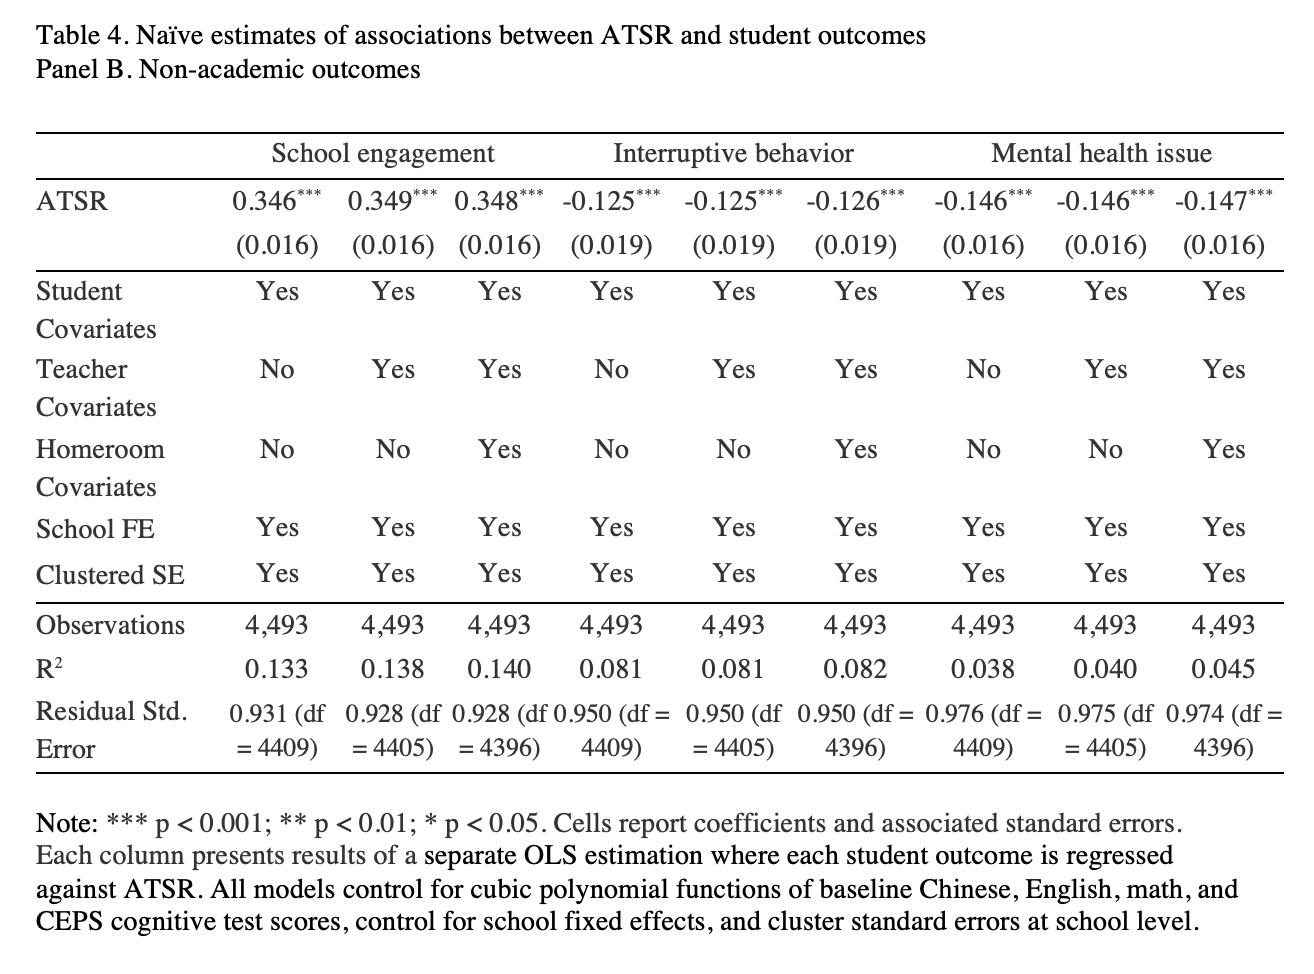 Table 4. Naïve estimates of associations between ATSR and student outcomes
Panel B. Non-academic outcomes
School engagement Interruptive behavior Mental health issue
ATSR 0.346*** 0.349*** 0.348*** -0.125*** -0.125*** -0.126*** -0.146*** -0.146*** -0.147***
(0.016) (0.016) (0.016) (0.019) (0.019) (0.019) (0.016) (0.016) (0.016)
Student Yes Yes Yes Yes Yes Yes Yes Yes Yes
Covariates
Teacher No Yes Yes No Yes Yes No Yes Yes
Covariates
Homeroom No No Yes No No Yes No No Yes
Covariates
School FE Yes Yes Yes Yes Yes Yes Yes Yes Yes
Clustered SE Yes Yes Yes Yes Yes Yes Yes Yes Yes
Observations 4,493 4,493 4,493 4,493 4,493 4,493 4,493 4,493 4,493
R² 0.133 0.138 0.140 0.081 0.081 0.082 0.038 0.040 0.045
Residual Std. 0.931 (df 0.928 (df 0.928 (df 0.950 (df = 0.950 (df 0.950 (df = 0.976 (df = 0.975 (df 0.974 (df =
Error = 4409) = 4405) = 4396) 4409) = 4405) 4396) 4409) = 4405) 4396)
Note: *** p < 0.001; ** p < 0.01; * p < 0.05. Cells report coefficients and associated standard errors.
Each column presents results of a separate OLS estimation where each student outcome is regressed
against ATSR. All models control for cubic polynomial functions of baseline Chinese, English, math, and
CEPS cognitive test scores, control for school fixed effects, and cluster standard errors at school level.